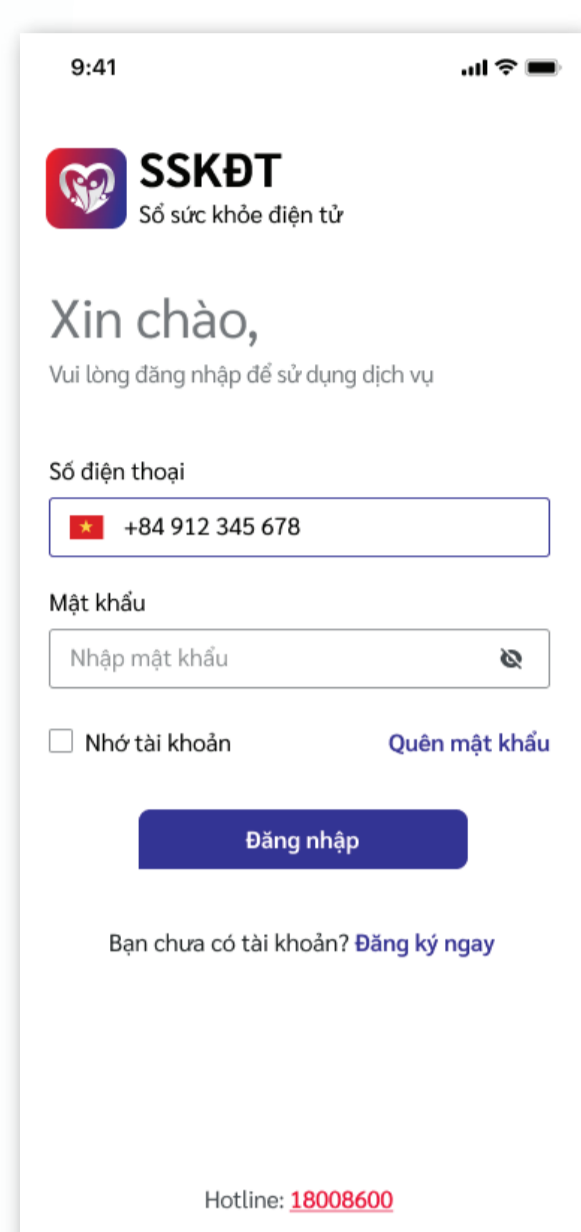 9:41
SSKĐT
Sổ sức khỏe điện tử
Xin chào,
Vui lòng đăng nhập để sử dụng dịch vụ
Số điện thoại
+84 912 345 678
Mật khẩu
Nhập mật khẩu
Nhớ tài khoản Quên mật khẩu
Đăng nhập
Bạn chưa có tài khoản? Đăng ký ngay
Hotline: 18008600